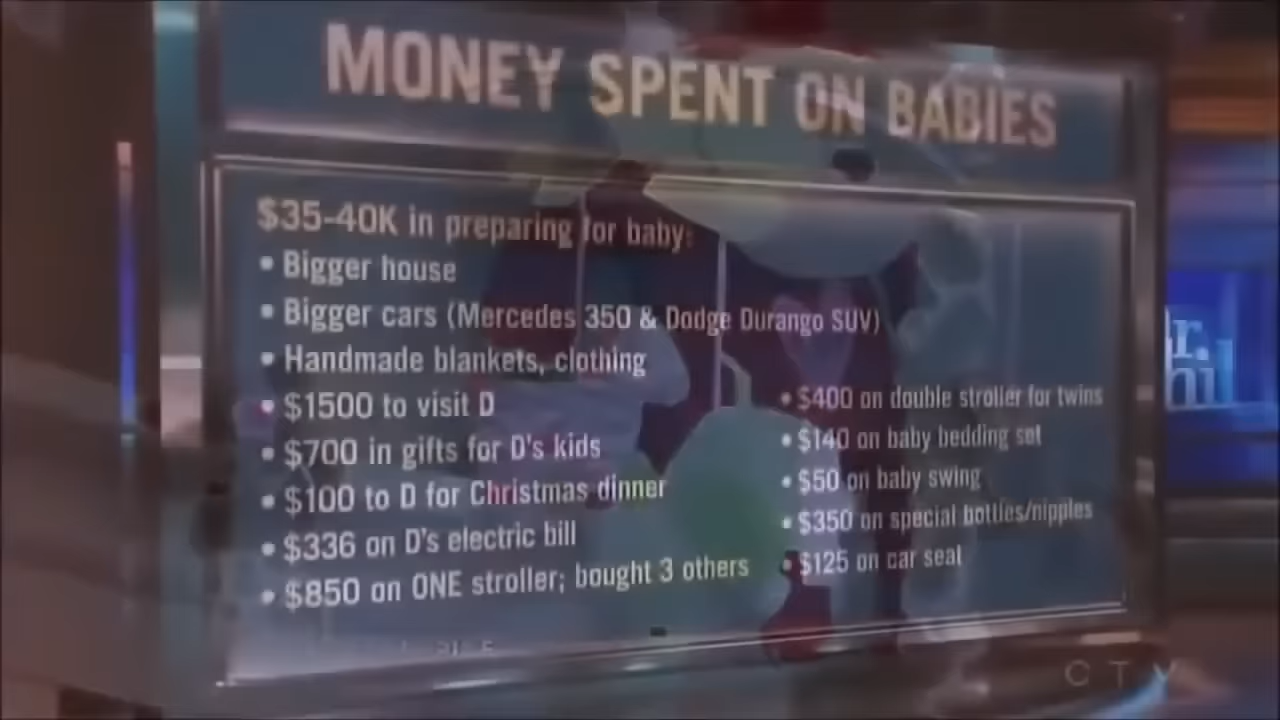 MONEY SPENT ON BABIES
$35-40K in preparing for baby:
• Bigger house
• Bigger cars (Mercedes 350 & Dodge Durango SUV)
• Handmade blankets, clothing
• $1500 to visit D
• $700 in gifts for D's kids
• $100 to D for Christmas dinner
• $336 on D's electric bill
• $850 on ONE stroller; bought 3 others
• $400 on double stroller for twins
• $140 on baby bedding set
• $50 on baby swing
• $350 on special bottles/nipples
• $125 on car seat
r.
hil
CTV